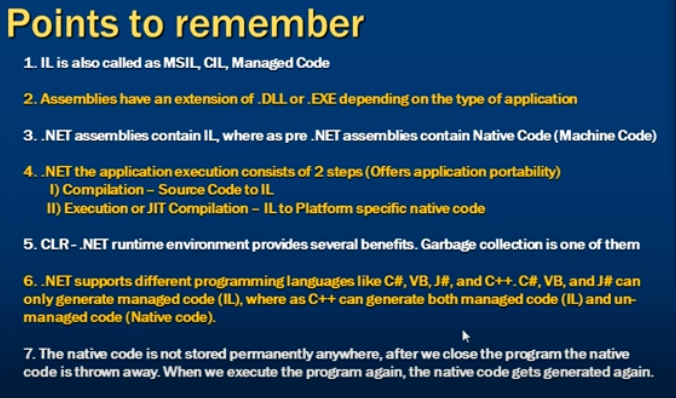 Points to remember
1. IL is also called as MSIL, CIL, Managed Code
2. Assemblies have an extension of .DLL or .EXE depending on the type of application
3. .NET assemblies contain IL, where as pre .NET assemblies contain Native Code (Machine Code)
4. .NET the application execution consists of 2 steps (Offers application portability)
I) Compilation – Source Code to IL
II) Execution or JIT Compilation – IL to Platform specific native code
5. CLR - .NET runtime environment provides several benefits. Garbage collection is one of them
6. .NET supports different programming languages like C#, VB, J#, and C++. C#, VB, and J# can
only generate managed code (IL), where as C++ can generate both managed code (IL) and un-
managed code (Native code).
7. The native code is not stored permanently anywhere, after we close the program the native
code is thrown away. When we execute the program again, the native code gets generated again.